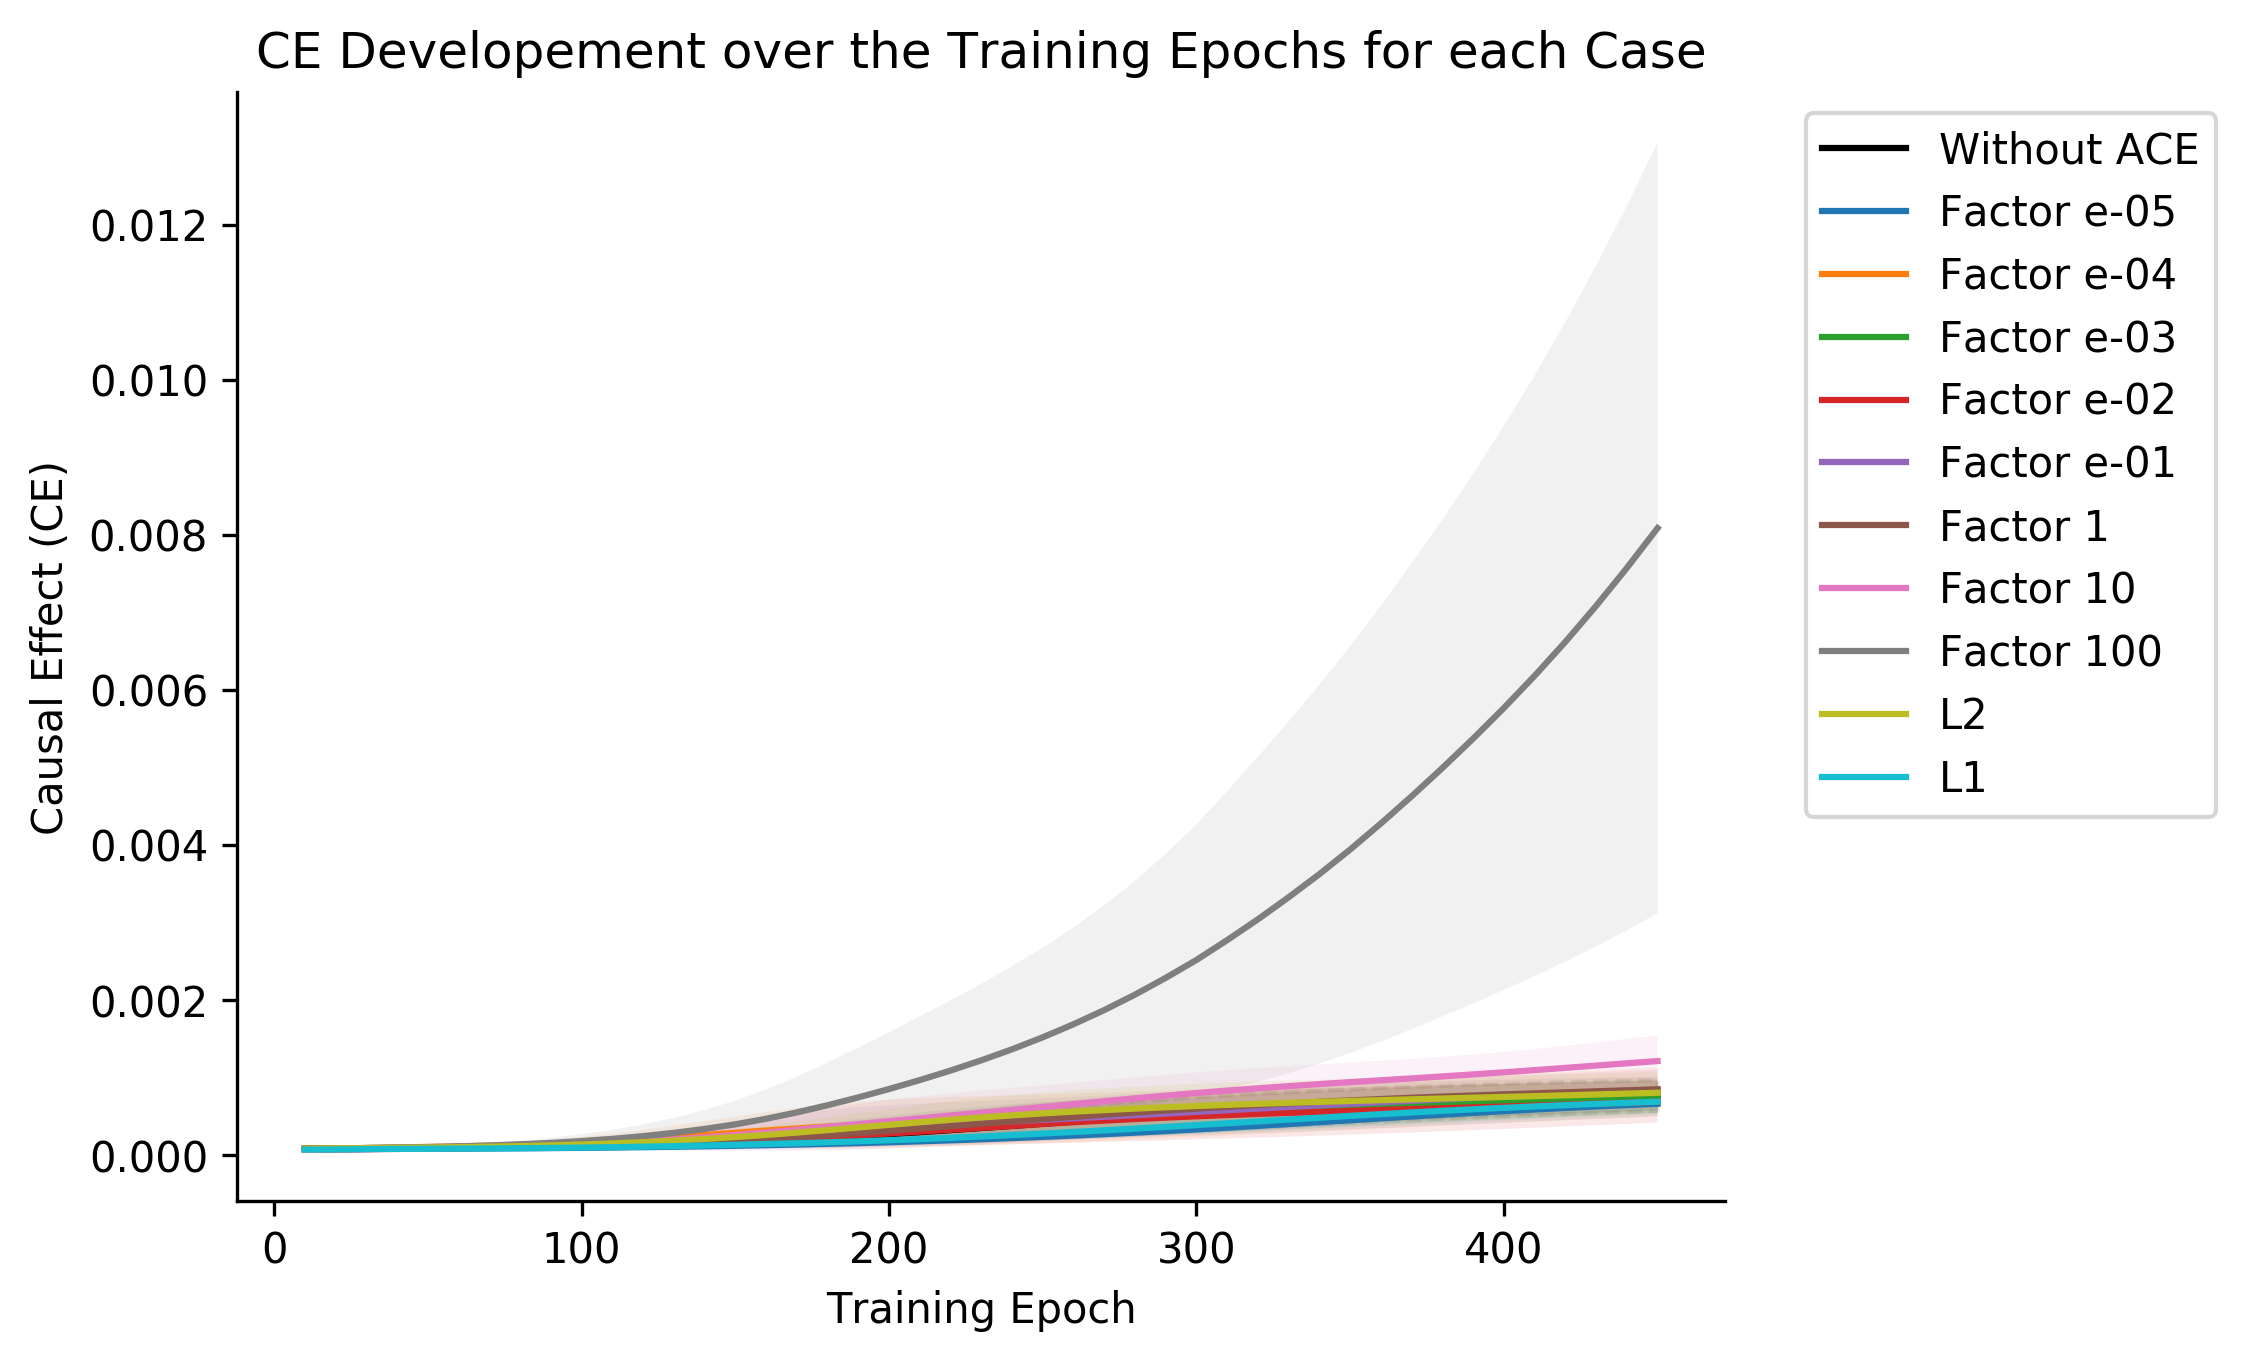 CE Developement over the Training Epochs for each Case
Causal Effect (CE)
0.012
0.010
0.008
0.006
0.004
0.002
0.000
0 100 200 300 400
Training Epoch
Without ACE
Factor e-05
Factor e-04
Factor e-03
Factor e-02
Factor e-01
Factor 1
Factor 10
Factor 100
L2
L1